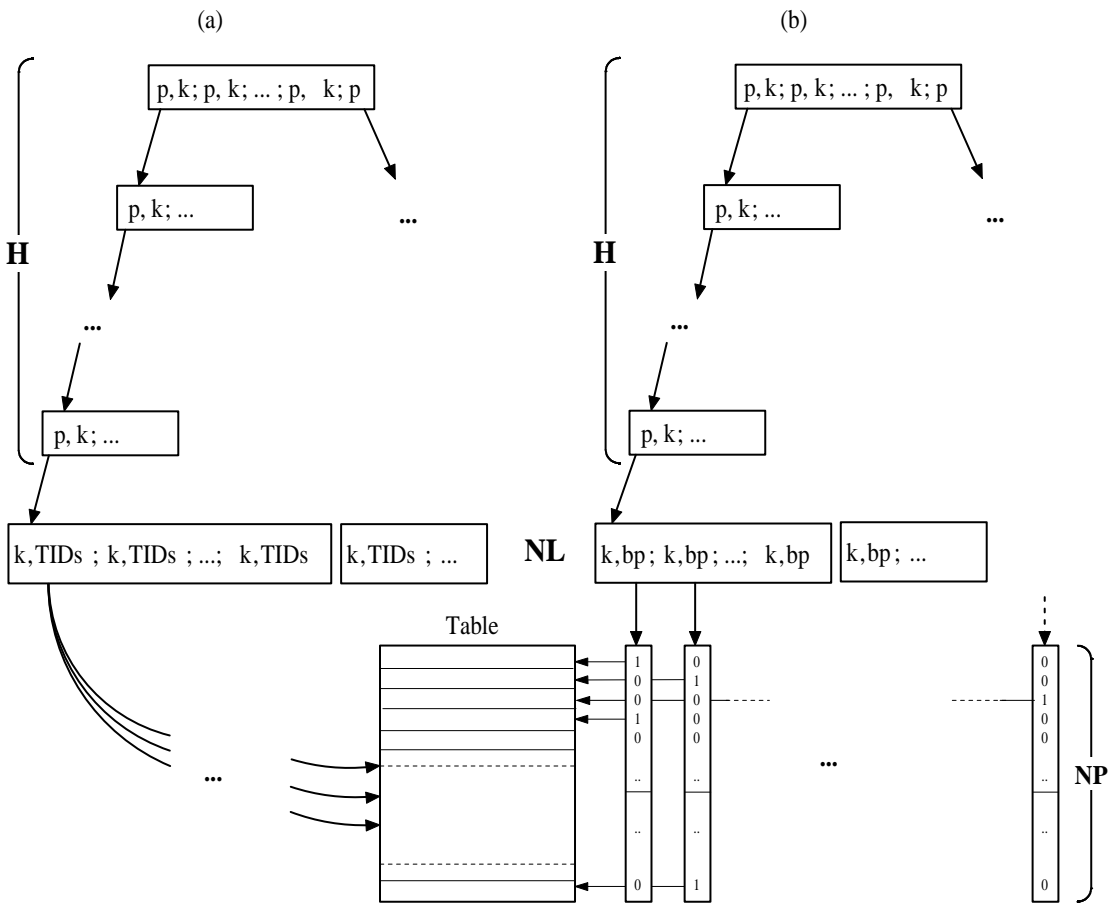 (a) (b)
p,k; p, k; ... ; p, k; p p,k; p, k; ... ; p, k; p
p, k; ... ... p, k; ... ...
H H
... ...
p, k; ... p, k; ...
k,TIDs ; k,TIDs ; ...; k,TIDs k,TIDs ; ... NL k,bp; k,bp; ...; k,bp k,bp; ...
Table
1 0 0
0 1 0
0 0 1
1 0 0
0 0 0
.. .. ..
... ... NP
.. .. ..
0 1 0